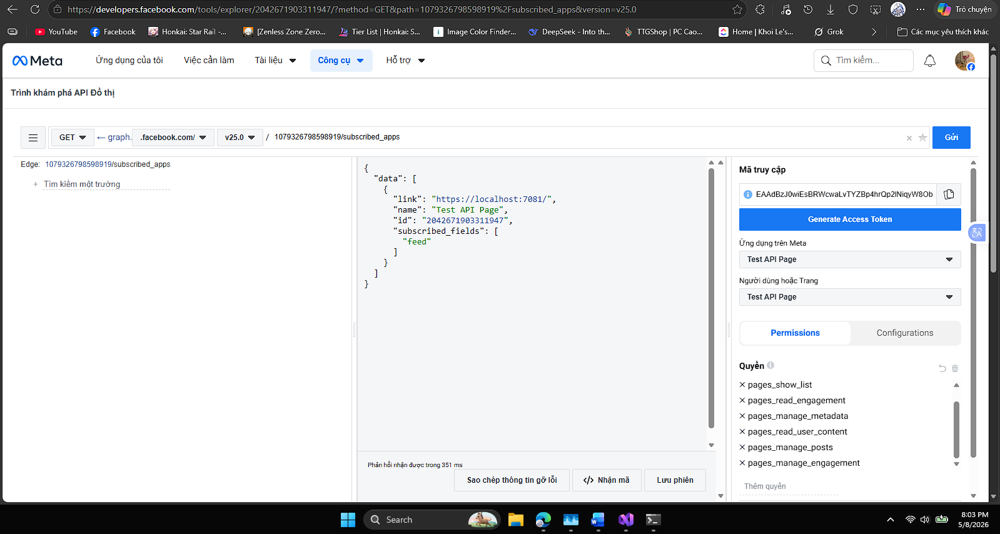 https://developers.facebook.com/tools/explorer/2042671903311947/?method=GET&path=1079326798598919%2Fsubscribed_apps&version=v25.0
Trò chuyện
YouTube
Facebook
Honkai: Star Rail -...
[Zenless Zone Zero...
Tier List | Honkai: S...
Image Color Finder...
DeepSeek - Into th...
TTGShop | PC Cao...
Home | Khoi Le's...
Grok
Các mục yêu thích khác
Meta
Ứng dụng của tôi
Việc cần làm
Tài liệu
Công cụ
Hỗ trợ
Tìm kiếm...
Trình khám phá API Đồ thị
GET
← graph.
.facebook.com/
v25.0
/ 1079326798598919/subscribed_apps
Gửi
Edge: 1079326798598919/subscribed_apps
+ Tìm kiếm một trường
{
"data": [
{
"link": "https://localhost:7081/",
"name": "Test API Page",
"id": "2042671903311947",
"subscribed_fields": [
"feed"
]
}
]
}
Phản hồi nhận được trong 351 ms
Sao chép thông tin gỡ lỗi
</> Nhận mã
Lưu phiên
Mã truy cập
EAAdBzJ0wiEsBRWcwaLvTYZBp4hrQp2lNiqyW8Ob
Generate Access Token
Ứng dụng trên Meta
Test API Page
Người dùng hoặc Trang
Test API Page
Permissions
Configurations
Quyền
pages_show_list
pages_read_engagement
pages_manage_metadata
pages_read_user_content
pages_manage_posts
pages_manage_engagement
Thêm quyền
Search
8:03 PM
5/8/2026